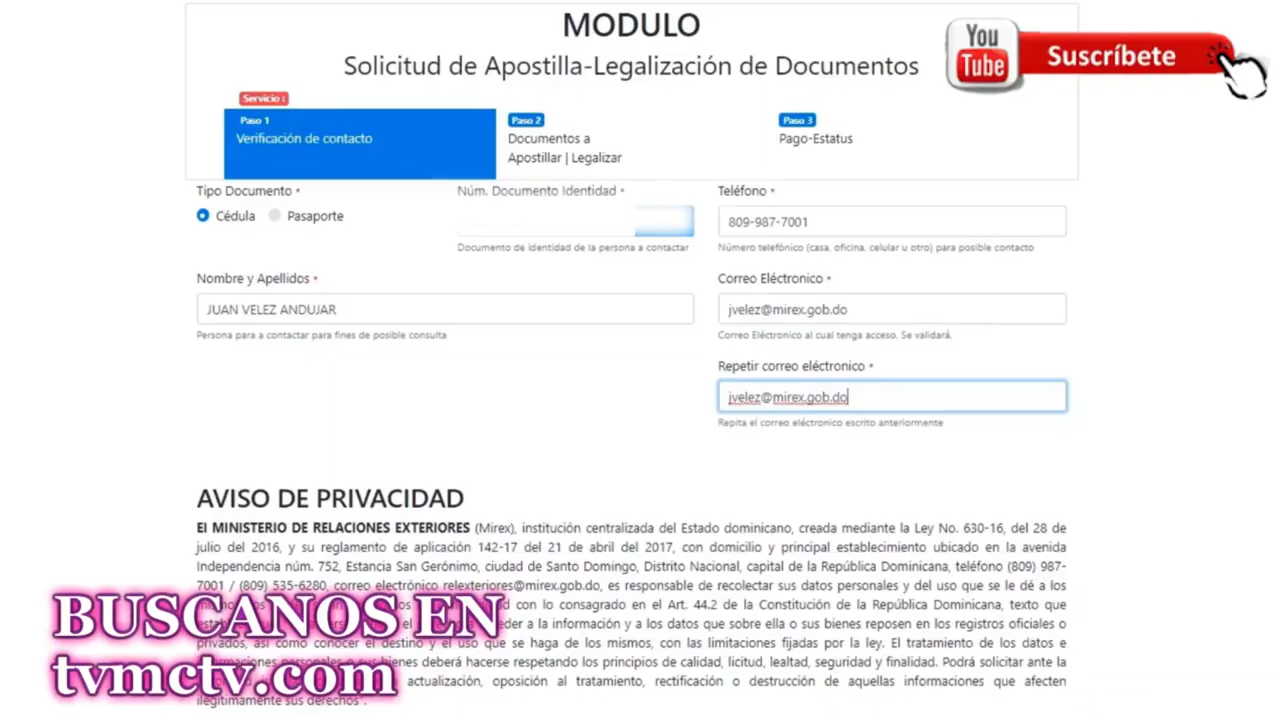 MODULO
Solicitud de Apostilla-Legalización de Documentos
You Tube Suscríbete
Servicio :
Paso 1
Verificación de contacto
Paso 2
Documentos a
Apostillar | Legalizar
Paso 3
Pago-Estatus
Tipo Documento *
Cédula Pasaporte
Núm. Documento Identidad *
Documento de identidad de la persona a contactar
Teléfono *
809-987-7001
Número telefónico (casa, oficina, celular u otro) para posible contacto
Nombre y Apellidos *
JUAN VELEZ ANDUJAR
Persona para a contactar para fines de posible consulta
Correo Eléctronico *
jvelez@mirex.gob.do
Correo Eléctronico al cual tenga acceso. Se validará.
Repetir correo eléctronico *
jvelez@mirex.gob.do
Repita el correo eléctronico escrito anteriormente
AVISO DE PRIVACIDAD
El MINISTERIO DE RELACIONES EXTERIORES (Mirex), institución centralizada del Estado dominicano, creada mediante la Ley No. 630-16, del 28 de
julio del 2016, y su reglamento de aplicación 142-17 del 21 de abril del 2017, con domicilio y principal establecimiento ubicado en la avenida
Independencia núm. 752, Estancia San Gerónimo, ciudad de Santo Domingo, Distrito Nacional, capital de la República Dominicana, teléfono (809) 987-
7001 / (809) 535-6280, correo electrónico relexteriores@mirex.gob.do, es responsable de recolectar sus datos personales y del uso que se le dé a los
con lo consagrado en el Art. 44.2 de la Constitución de la República Dominicana, texto que
a la información y a los datos que sobre ella o sus bienes reposen en los registros oficiales o
privados, así como conocer el destino y el uso que se haga de los mismos, con las limitaciones fijadas por la ley. El tratamiento de los datos e
bienes deberá hacerse respetando los principios de calidad, licitud, lealtad, seguridad y finalidad. Podrá solicitar ante la
actualización, oposición al tratamiento, rectificación o destrucción de aquellas informaciones que afecten
ilegítimamente sus derechos".
BUSCANOS EN
tvmctv.com